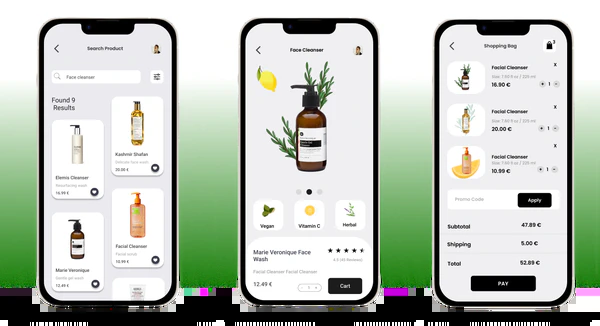 Search Product
Face cleanser
Found 9
Results
Kashmir Shafan
Delicate face wash
20.00 €
Elemis Cleanser
Resurfacing wash
16.99 €
Facial Cleanser
Facial scrub
10.99 €
Marie Veronique
Gentle gel wash
12.49 €
Face Cleanser
Vegan
Vitamin C
Herbal
Marie Veronique Face
Wash
4.9 (45 Reviews)
Facial Cleanser Facial Cleanser
12.49 €
- 1 +
Cart
Shopping Bag
3
X
Facial Cleanser
Size: 7.60 fl oz / 225 ml
16.90 €
+ 1 -
X
Facial Cleanser
Size: 7.60 fl oz / 225 ml
20.00 €
+ 1 -
X
Facial Cleanser
Size: 7.60 fl oz / 225 ml
10.99 €
+ 1 -
Promo Code
Apply
Subtotal
47.89 €
Shipping
5.00 €
Total
52.89 €
PAY